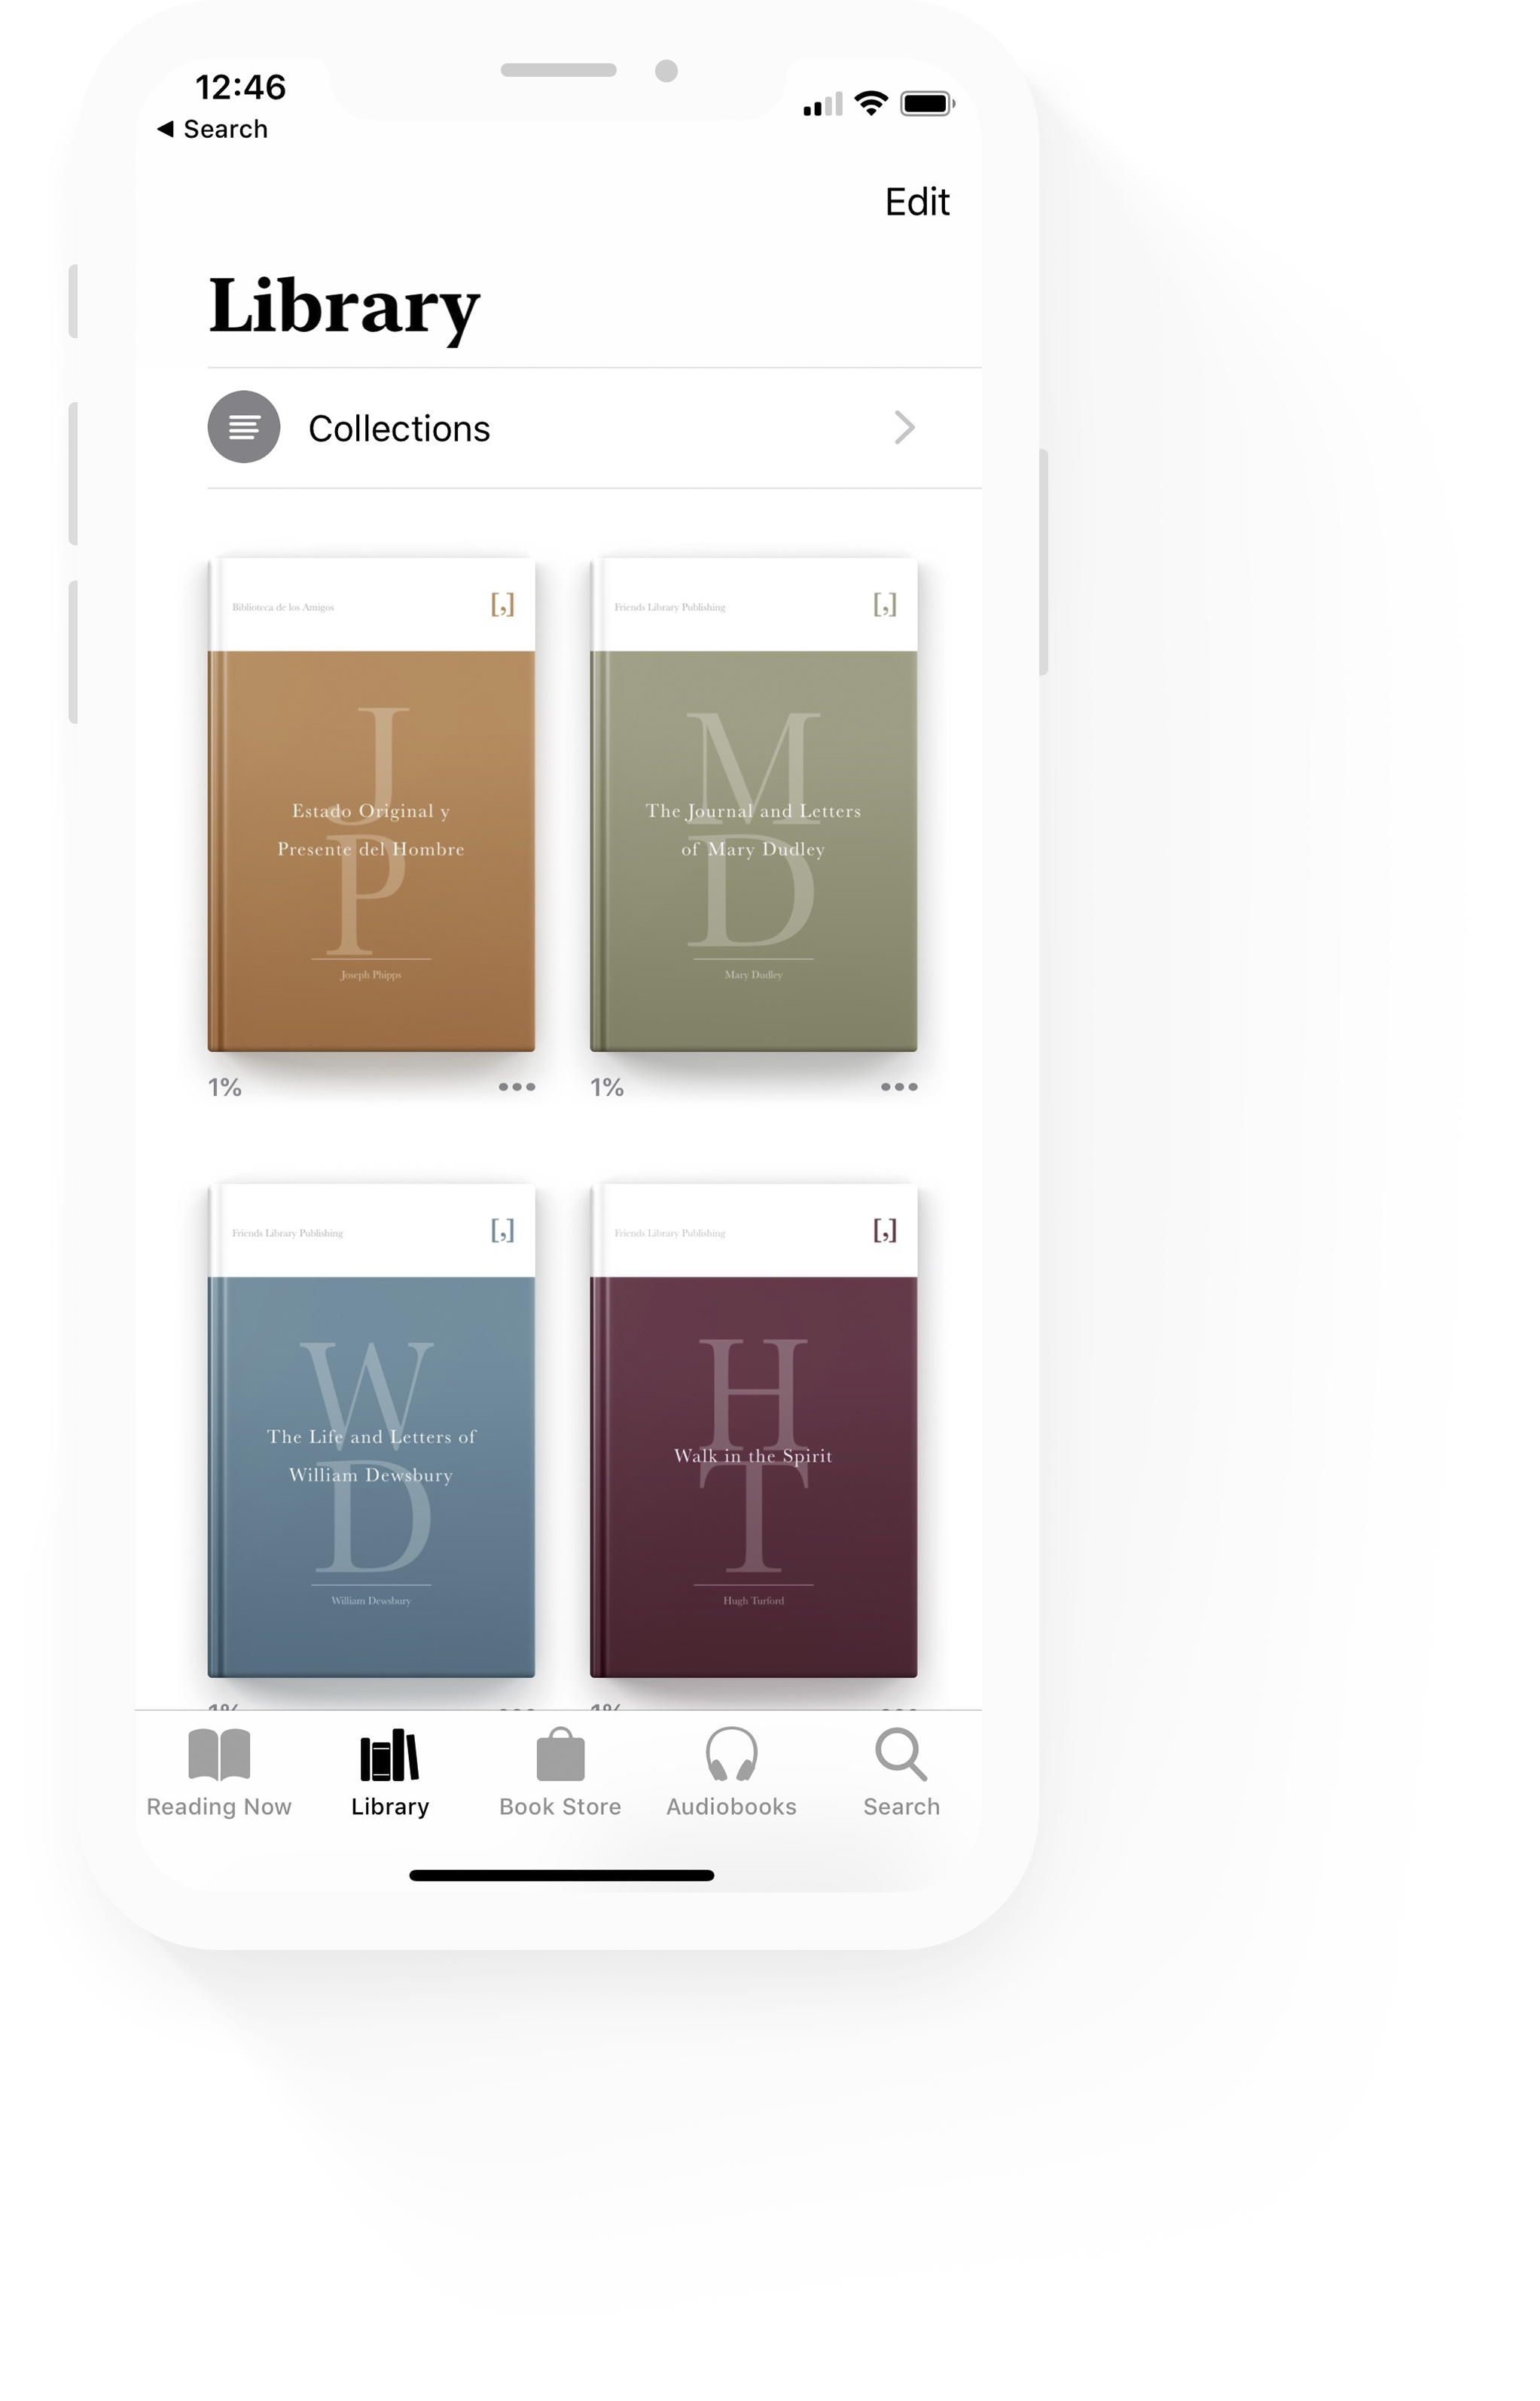 12:46
◀ Search
Edit
Library
Collections
Biblioteca de los Amigos [,]
Friends Library Publishing [,]
J
P
Estado Original y
Presente del Hombre
Joseph Phipps
M
D
The Journal and Letters
of Mary Dudley
Mary Dudley
1%
1%
Friends Library Publishing [,]
Friends Library Publishing [,]
W
D
The Life and Letters of
William Dewsbury
William Dewsbury
H
T
Walk in the Spirit
Hugh Turford
1%
1%
Reading Now
Library
Book Store
Audiobooks
Search